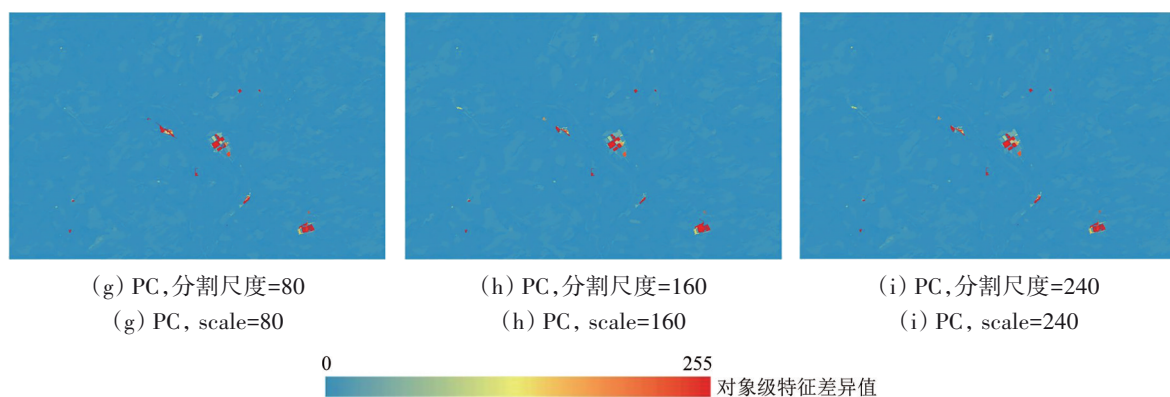 (g) PC,分割尺度=80
(h) PC,分割尺度=160
(i) PC,分割尺度=240
(g) PC, scale=80
(h) PC, scale=160
(i) PC, scale=240
0
255
对象级特征差异值